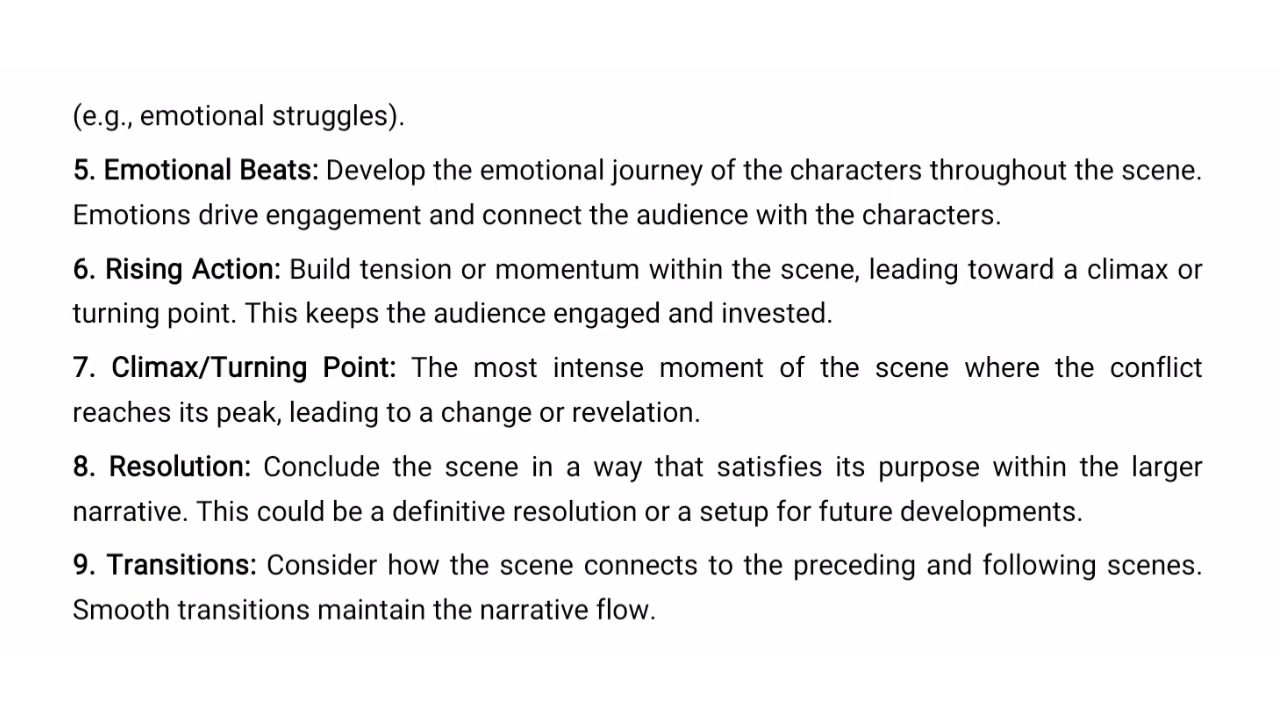 (e.g., emotional struggles).
5. Emotional Beats: Develop the emotional journey of the characters throughout the scene.
Emotions drive engagement and connect the audience with the characters.
6. Rising Action: Build tension or momentum within the scene, leading toward a climax or
turning point. This keeps the audience engaged and invested.
7. Climax/Turning Point: The most intense moment of the scene where the conflict
reaches its peak, leading to a change or revelation.
8. Resolution: Conclude the scene in a way that satisfies its purpose within the larger
narrative. This could be a definitive resolution or a setup for future developments.
9. Transitions: Consider how the scene connects to the preceding and following scenes.
Smooth transitions maintain the narrative flow.